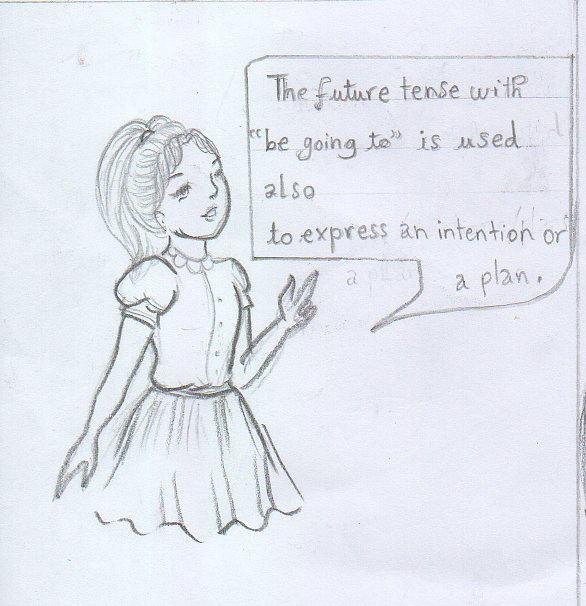 The future tense with
"be going to" is used
also
to express an intention or
a plan.